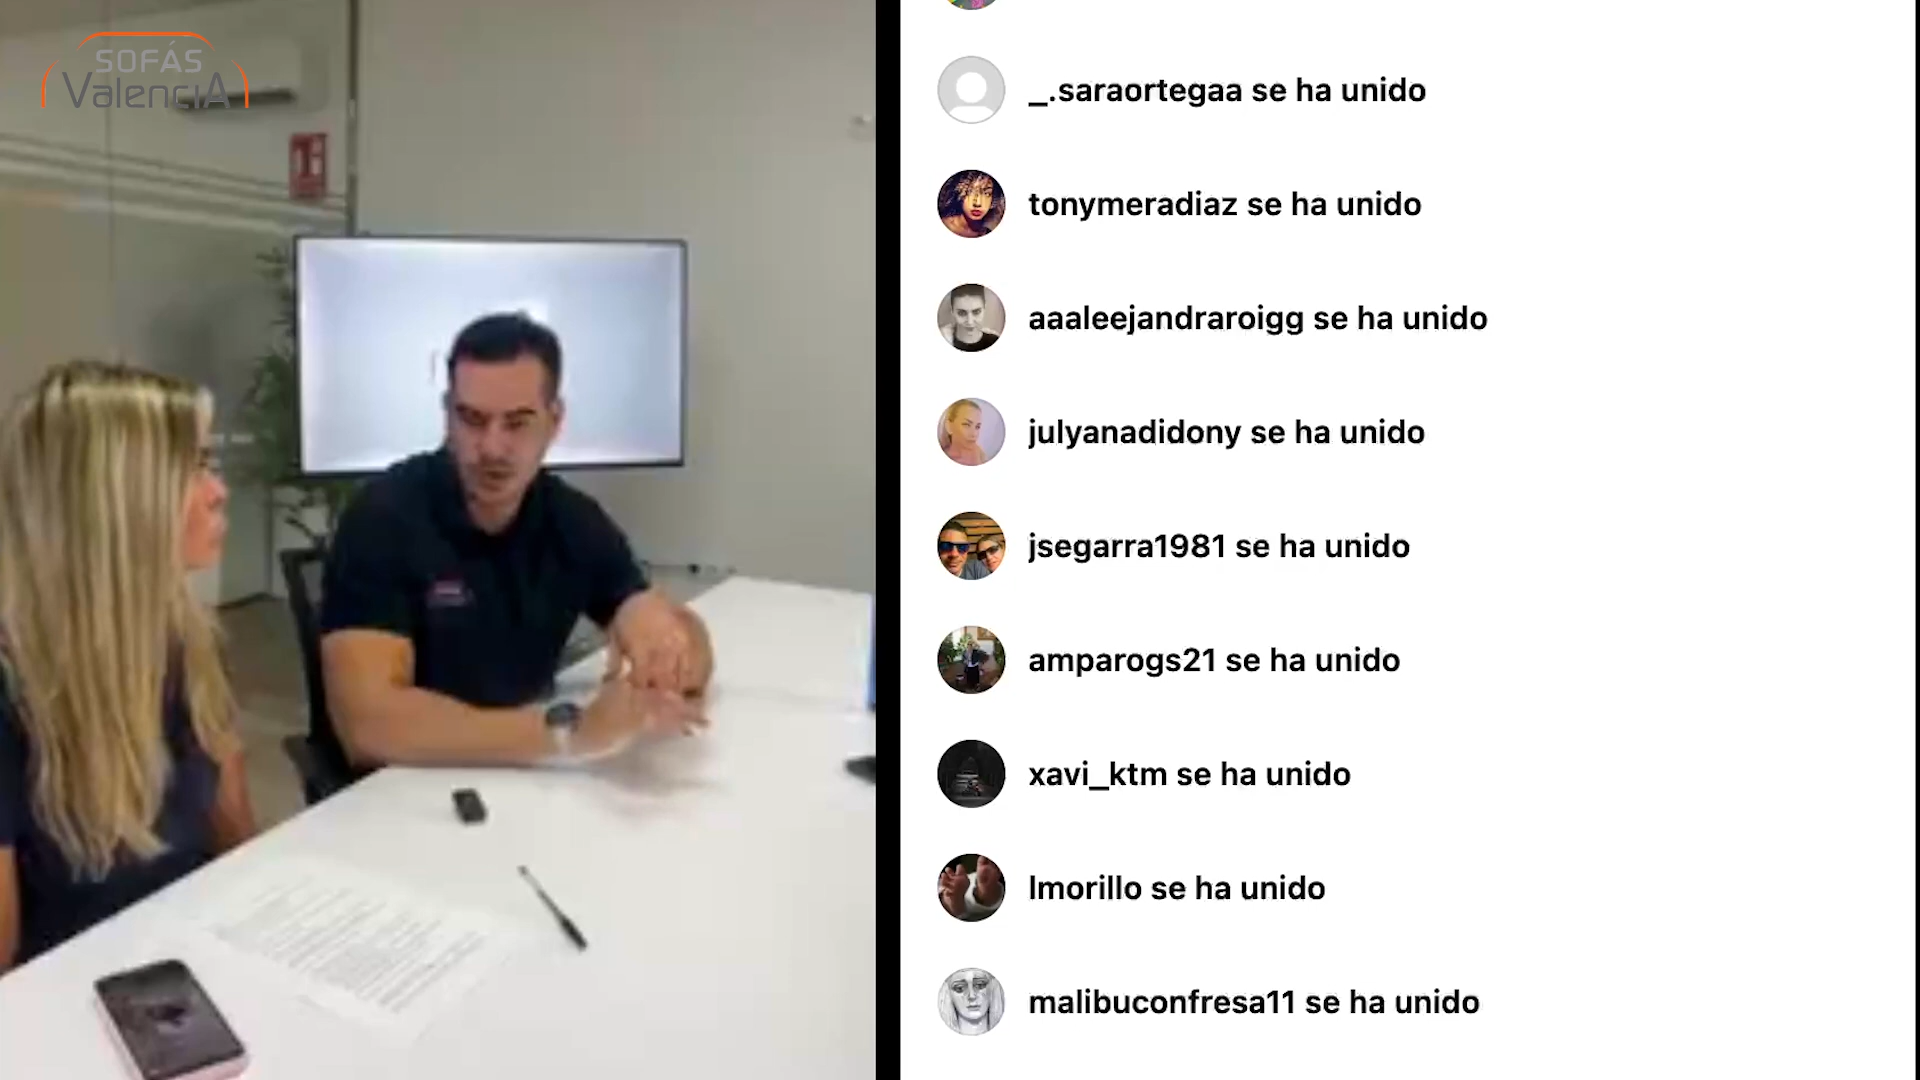 SOFÁS
ValenciA
_.saraortegaa se ha unido
tonymeradiaz se ha unido
aaaleejandraroigg se ha unido
julyanadidony se ha unido
jsegarra1981 se ha unido
amparogs21 se ha unido
xavi_ktm se ha unido
lmorillo se ha unido
malibuconfresa11 se ha unido